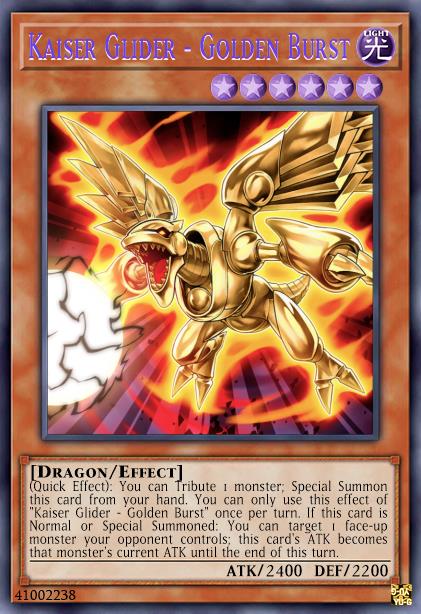 Kaiser Glider - Golden Burst
LIGHT
光
[Dragon/Effect]
(Quick Effect): You can Tribute 1 monster; Special Summon
this card from your hand. You can only use this effect of
"Kaiser Glider - Golden Burst" once per turn. If this card is
Normal or Special Summoned: You can target 1 face-up
monster your opponent controls; this card's ATK becomes
that monster's current ATK until the end of this turn.
ATK/2400 DEF/2200
41002238